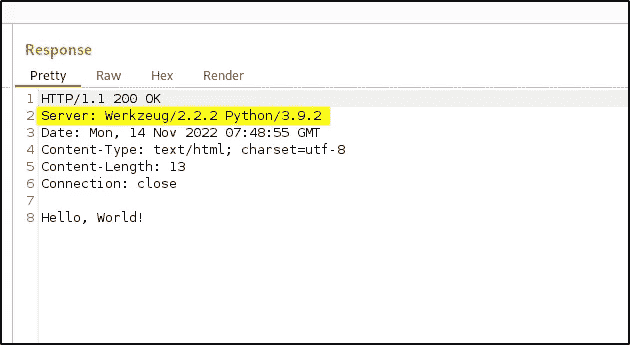 Response
Pretty Raw Hex Render
1 HTTP/1.1 200 OK
2 Server: Werkzeug/2.2.2 Python/3.9.2
3 Date: Mon, 14 Nov 2022 07:48:55 GMT
4 Content-Type: text/html; charset=utf-8
5 Content-Length: 13
6 Connection: close
7
8 Hello, World!